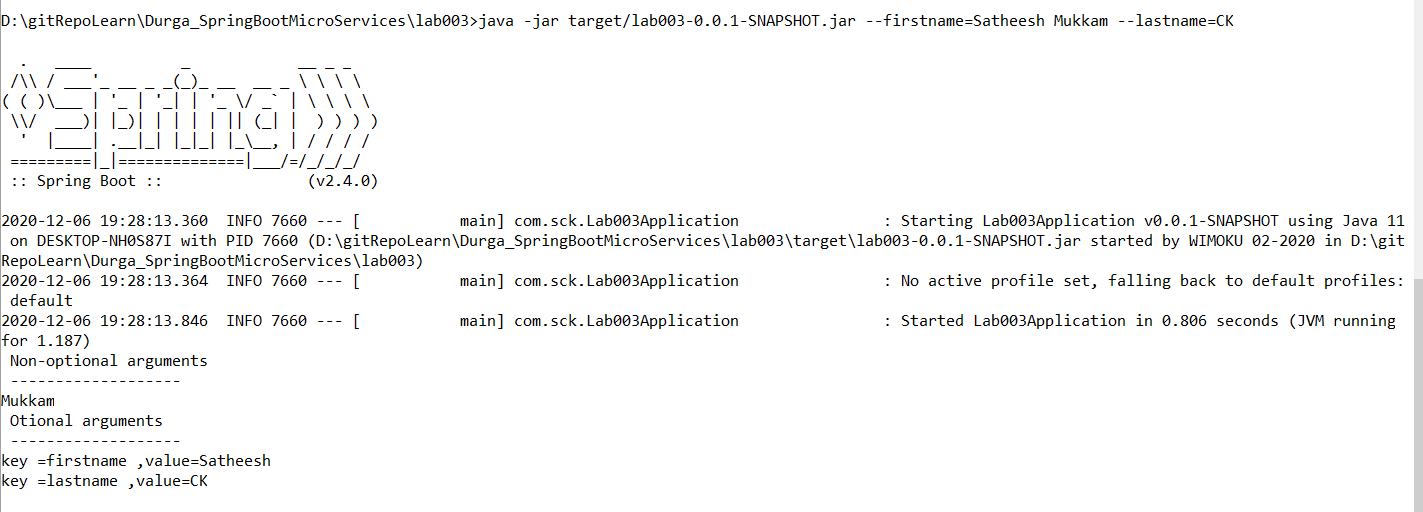 D:\gitRepoLearn\Durga_SpringBootMicroServices\lab003>java -jar target/lab003-0.0.1-SNAPSHOT.jar --firstname=Satheesh Mukkam --lastname=CK
  .   ____          _            __ _ _
 /\\ / ___'_ __ _ _(_)_ __  __ _ \ \ \ \
( ( )\___ | '_ | '_| | '_ \/ _` | \ \ \ \
 \\/  ___)| |_)| | | | | || (_| |  ) ) ) )
  '  |____| .__|_| |_|_| |_\__, | / / / /
 =========|_|==============|___/=/_/_/_/
 :: Spring Boot ::                (v2.4.0)
2020-12-06 19:28:13.360  INFO 7660 --- [           main] com.sck.Lab003Application                : Starting Lab003Application v0.0.1-SNAPSHOT using Java 11
 on DESKTOP-NH0S87I with PID 7660 (D:\gitRepoLearn\Durga_SpringBootMicroServices\lab003\target\lab003-0.0.1-SNAPSHOT.jar started by WIMOKU 02-2020 in D:\git
RepoLearn\Durga_SpringBootMicroServices\lab003)
2020-12-06 19:28:13.364  INFO 7660 --- [           main] com.sck.Lab003Application                : No active profile set, falling back to default profiles:
 default
2020-12-06 19:28:13.846  INFO 7660 --- [           main] com.sck.Lab003Application                : Started Lab003Application in 0.806 seconds (JVM running
for 1.187)
 Non-optional arguments
 -------------------
Mukkam
 Otional arguments
 -------------------
key =firstname ,value=Satheesh
key =lastname ,value=CK